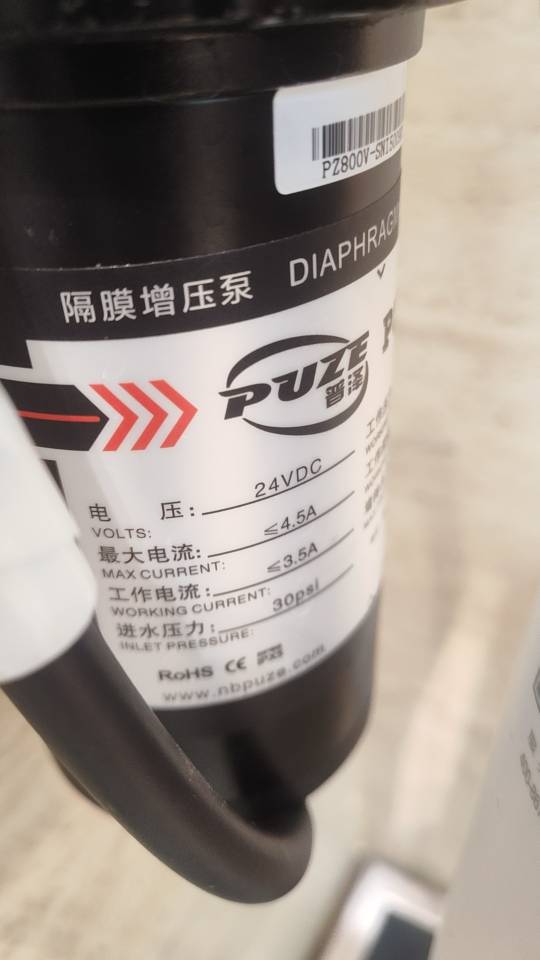 PZ800V-SN
隔膜增压泵 DIAPHRAGM
PUZE
普泽
电 压: 24VDC
VOLTS:
最大电流: ≤4.5A
MAX CURRENT:
工作电流: ≤3.5A
WORKING CURRENT:
进水压力: 30psi
INLET PRESSURE:
RoHS CE
www.nbpuze.com